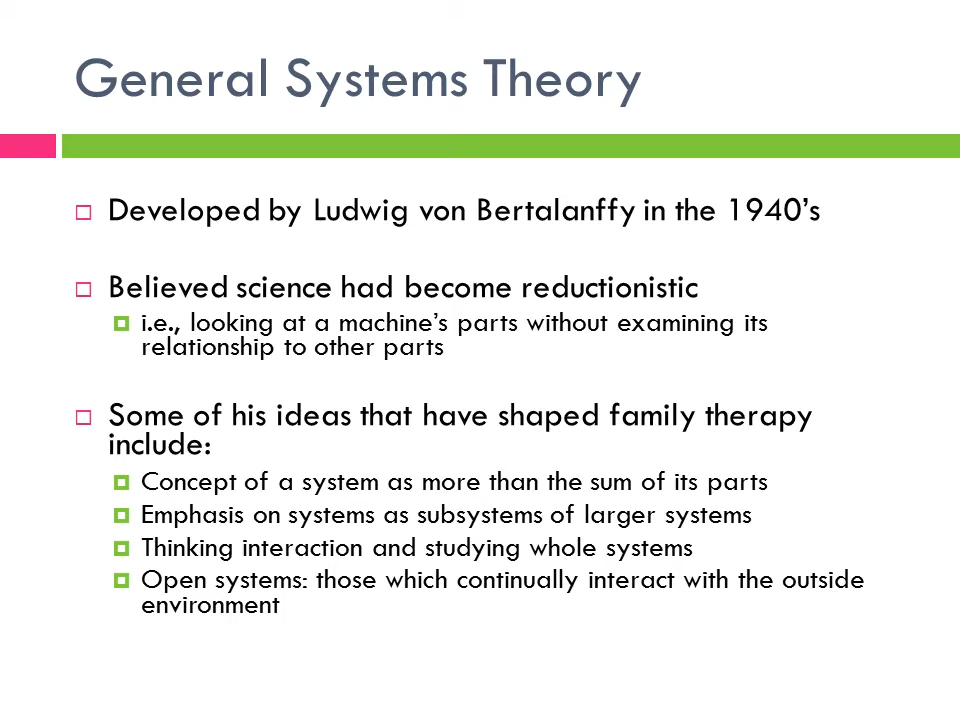 General Systems Theory
Developed by Ludwig von Bertalanffy in the 1940's
Believed science had become reductionistic
i.e., looking at a machine's parts without examining its
relationship to other parts
Some of his ideas that have shaped family therapy
include:
Concept of a system as more than the sum of its parts
Emphasis on systems as subsystems of larger systems
Thinking interaction and studying whole systems
Open systems: those which continually interact with the outside
environment